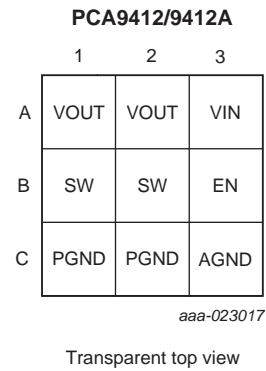 PCA9412/9412A
1 2 3
A VOUT VOUT VIN
B SW SW EN
C PGND PGND AGND
aaa-023017
Transparent top view